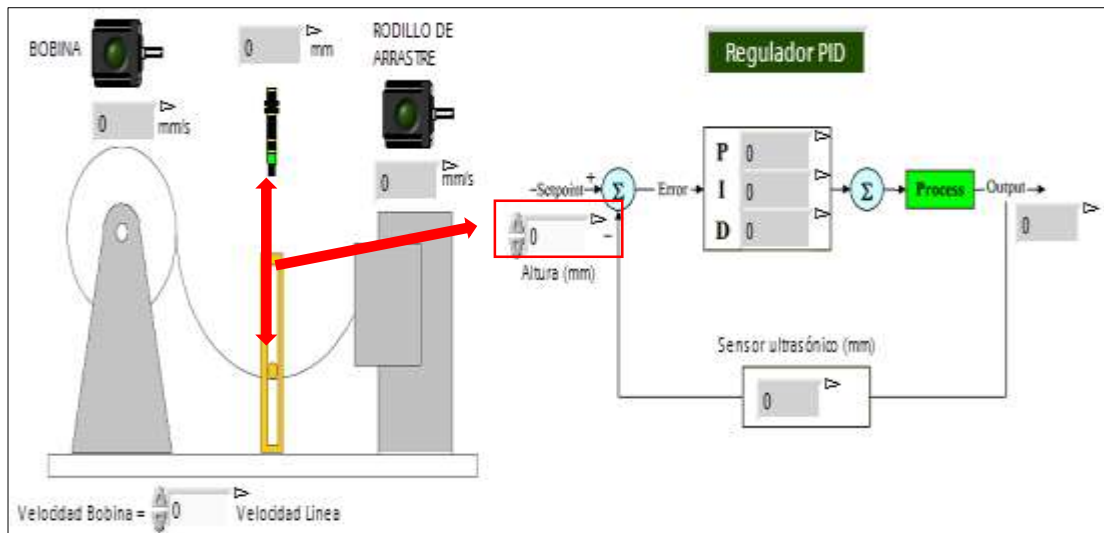 BOBINA
0 mm/s
0 mm
RODILLO DE
ARRASTRE
0 mm/s
Velocidad Bobina = 0 Velocidad Linea
Regulador PID
Setpoint
+
Σ
Error
P 0
I 0
D 0
Σ
Process
Output
0
0
−
Altura (mm)
Sensor ultrasónico (mm)
0